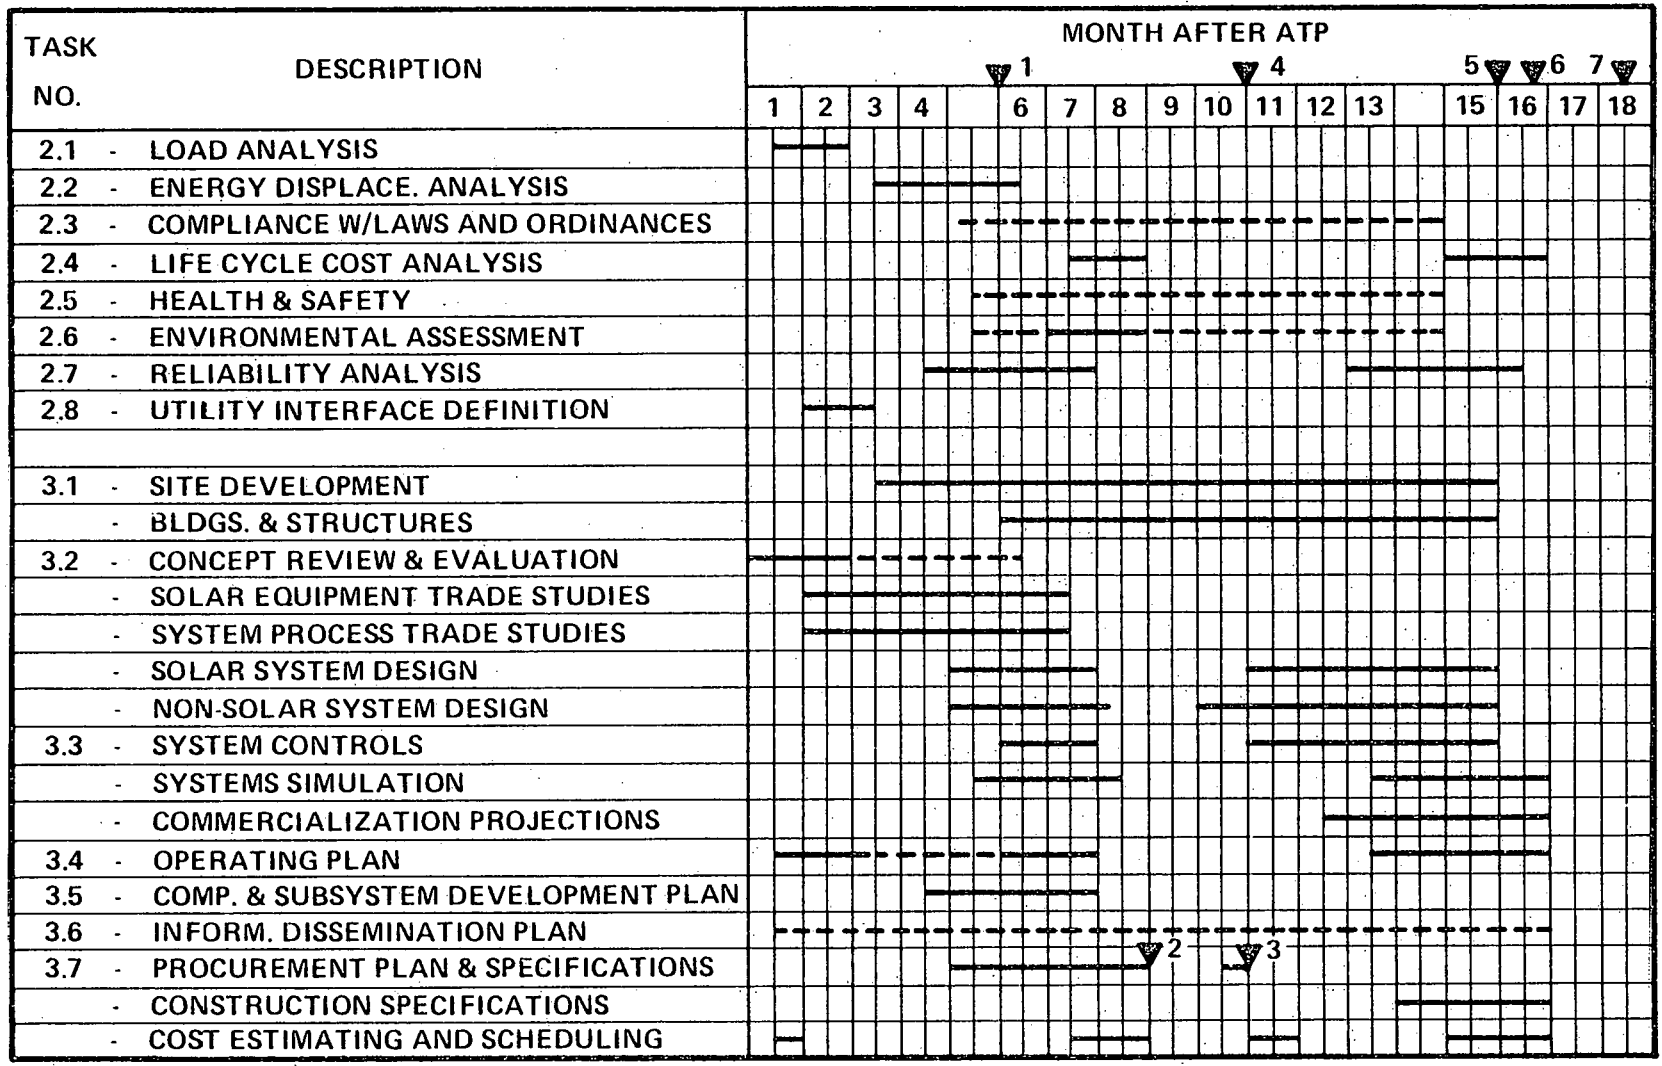 MONTH AFTER ATP
TASK
NO.
DESCRIPTION
1 4 5 6 7
1 2 3 4 6 7 8 9 10 11 12 13 15 16 17 18
2.1 - LOAD ANALYSIS
2.2 - ENERGY DISPLACE. ANALYSIS
2.3 - COMPLIANCE W/LAWS AND ORDINANCES
2.4 - LIFE CYCLE COST ANALYSIS
2.5 - HEALTH & SAFETY
2.6 - ENVIRONMENTAL ASSESSMENT
2.7 - RELIABILITY ANALYSIS
2.8 - UTILITY INTERFACE DEFINITION
3.1 - SITE DEVELOPMENT
- BLDGS. & STRUCTURES
3.2 - CONCEPT REVIEW & EVALUATION
- SOLAR EQUIPMENT TRADE STUDIES
- SYSTEM PROCESS TRADE STUDIES
- SOLAR SYSTEM DESIGN
- NON-SOLAR SYSTEM DESIGN
3.3 - SYSTEM CONTROLS
- SYSTEMS SIMULATION
- COMMERCIALIZATION PROJECTIONS
3.4 - OPERATING PLAN
3.5 - COMP. & SUBSYSTEM DEVELOPMENT PLAN
3.6 - INFORM. DISSEMINATION PLAN
3.7 - PROCUREMENT PLAN & SPECIFICATIONS 2 3
- CONSTRUCTION SPECIFICATIONS
- COST ESTIMATING AND SCHEDULING